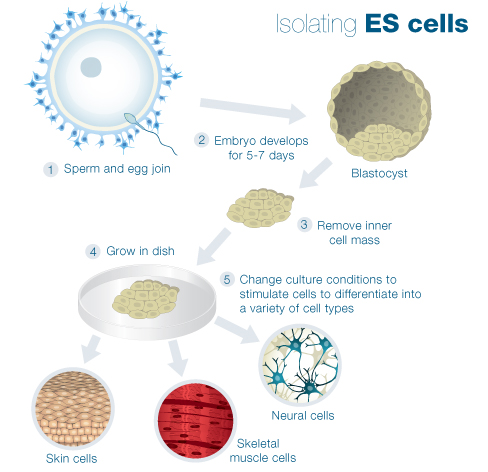 Isolating ES cells
1 Sperm and egg join
2 Embryo develops
for 5-7 days
Blastocyst
3 Remove inner
cell mass
4 Grow in dish
5 Change culture conditions to
stimulate cells to differentiate into
a variety of cell types
Neural cells
Skeletal
muscle cells
Skin cells